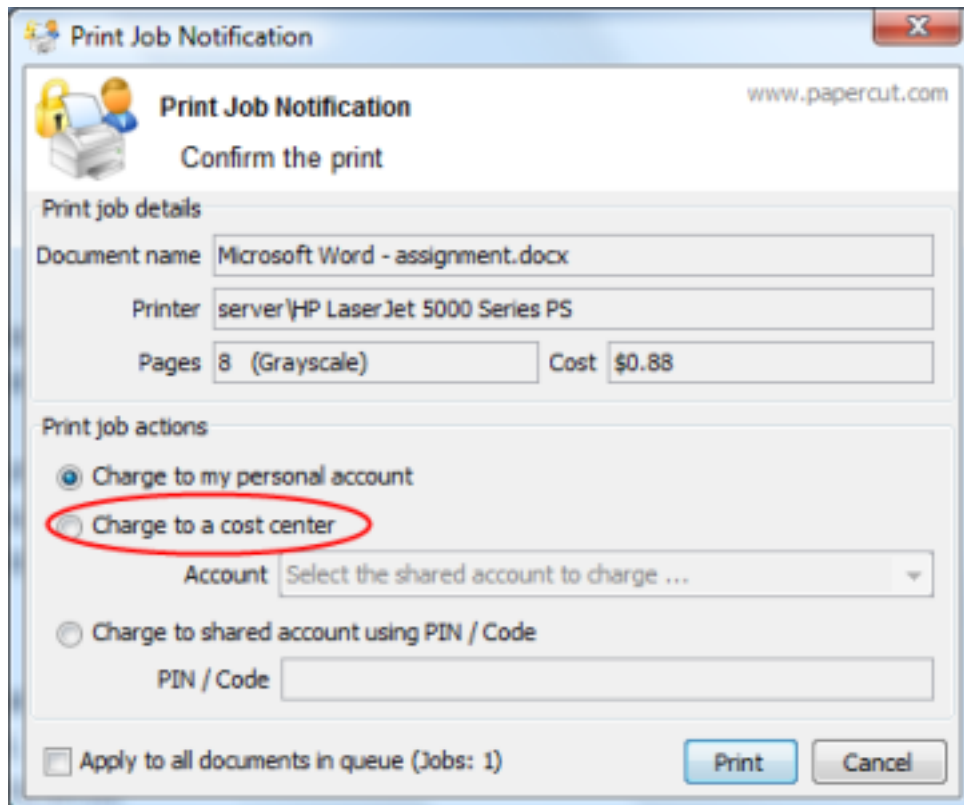 Print Job Notification
www.papercut.com
Print Job Notification
Confirm the print
Print job details
Document name Microsoft Word - assignment.docx
Printer server\HP LaserJet 5000 Series PS
Pages 8 (Grayscale) Cost $0.88
Print job actions
Charge to my personal account
Charge to a cost center
Account Select the shared account to charge ...
Charge to shared account using PIN / Code
PIN / Code
Apply to all documents in queue (Jobs: 1) Print Cancel